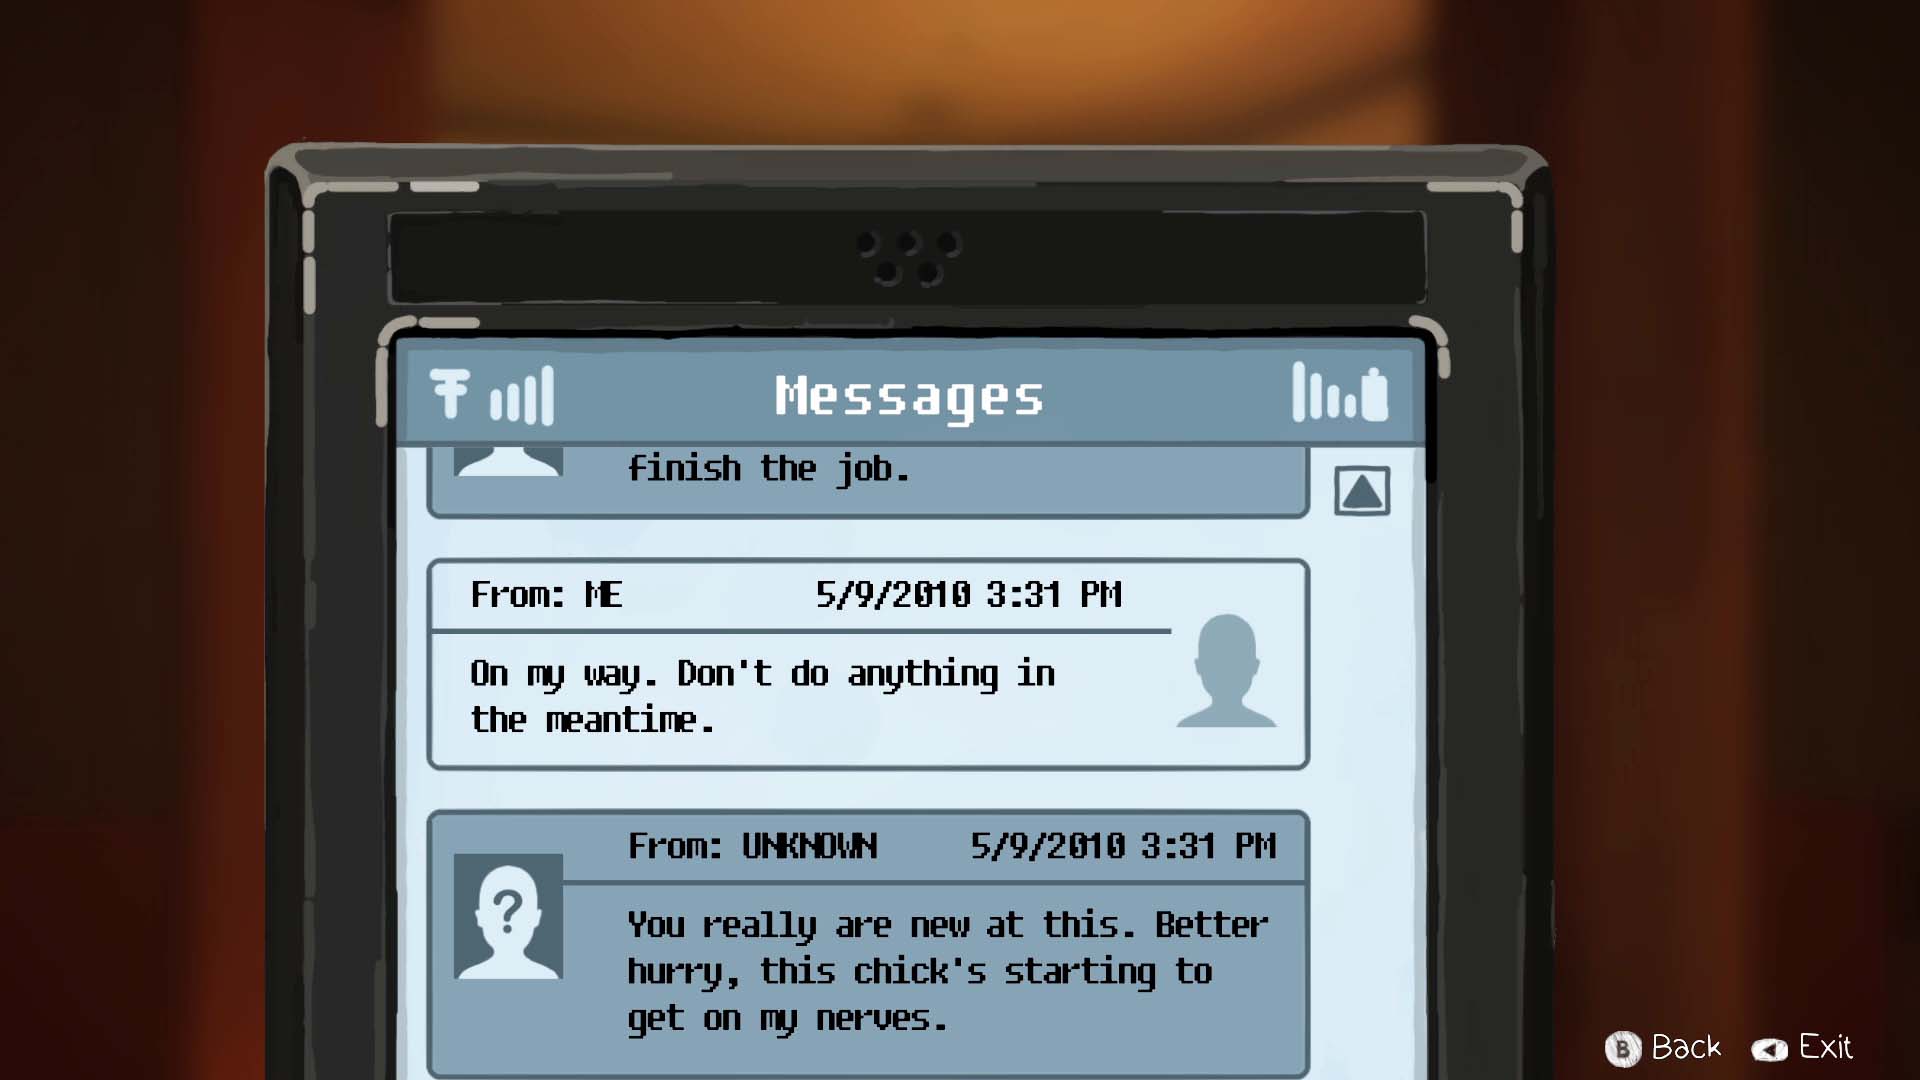 Messages
finish the job.
From: ME 5/9/2010 3:31 PM
On my way. Don't do anything in
the meantime.
From: UNKNOWN 5/9/2010 3:31 PM
?
You really are new at this. Better
hurry, this chick's starting to
get on my nerves.
B Back Exit